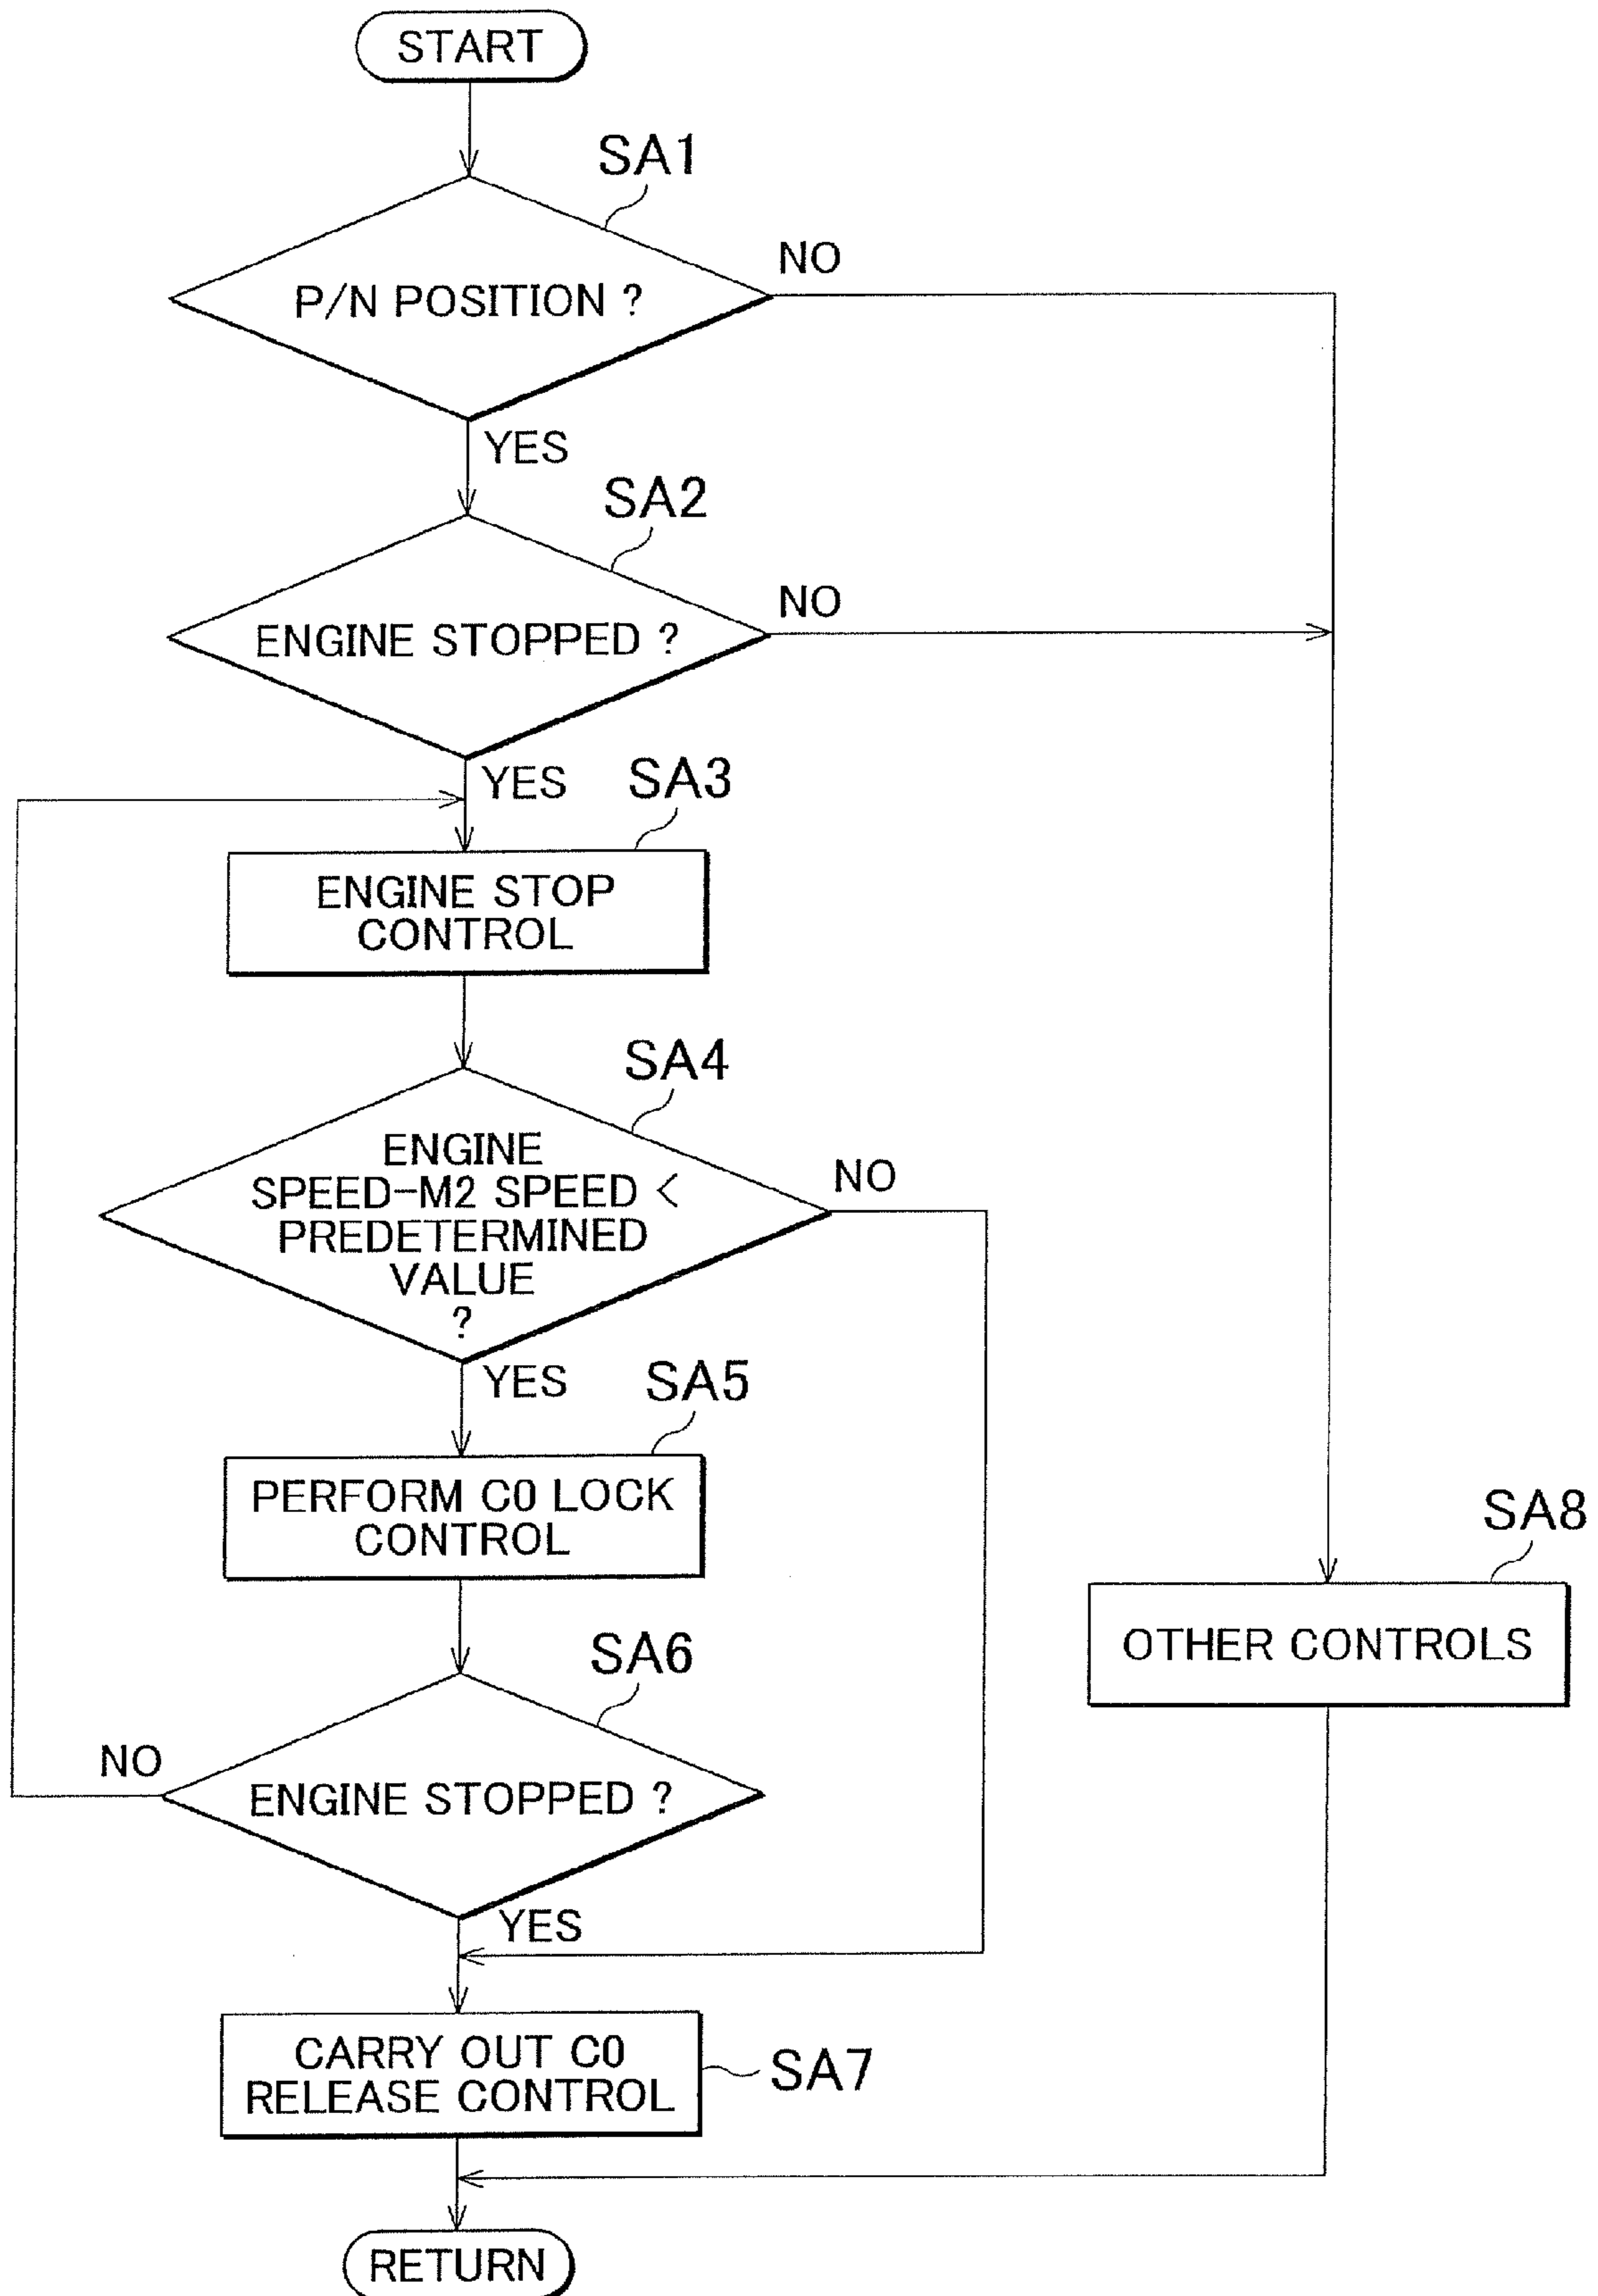 START
SA1
P/N POSITION ?
NO
YES
SA2
ENGINE STOPPED ?
NO
YES
SA3
ENGINE STOP
CONTROL
SA4
ENGINE
SPEED-M2 SPEED <
PREDETERMINED
VALUE
?
NO
YES
SA5
PERFORM C0 LOCK
CONTROL
SA8
OTHER CONTROLS
SA6
ENGINE STOPPED ?
NO
YES
CARRY OUT C0
RELEASE CONTROL
SA7
RETURN